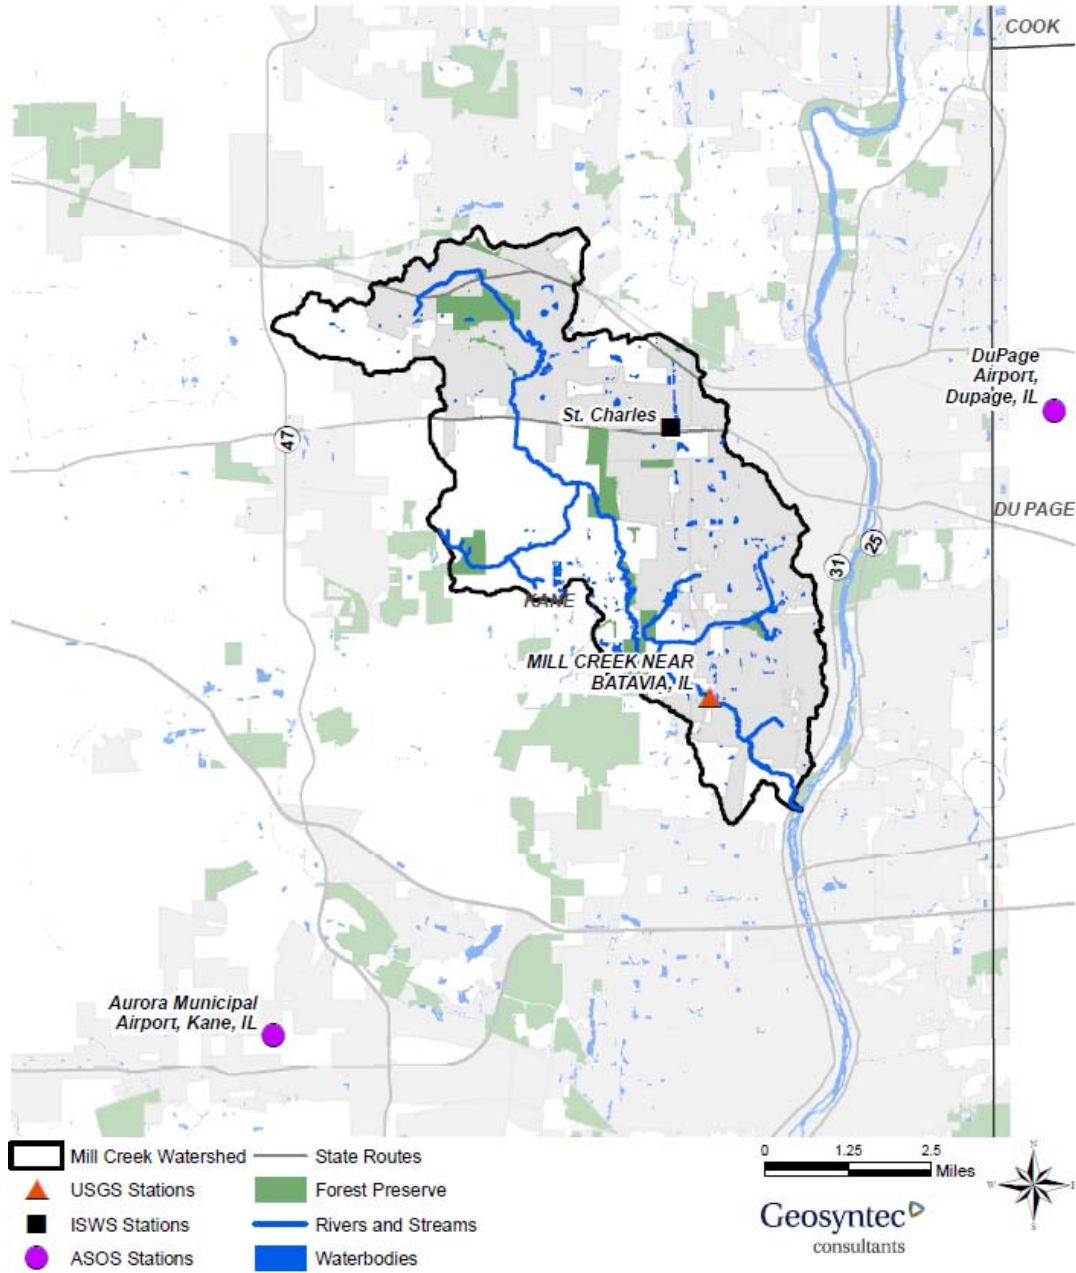 COOK
DuPage
Airport,
Dupage, IL
St. Charles
47
DU PAGE
25
31
KANE
MILL CREEK NEAR
BATAVIA, IL
Aurora Municipal
Airport, Kane, IL
Mill Creek Watershed
State Routes
0 1.25 2.5
Miles
USGS Stations
Forest Preserve
ISWS Stations
Rivers and Streams
ASOS Stations
Waterbodies
N
W
E
S
Geosyntec
consultants